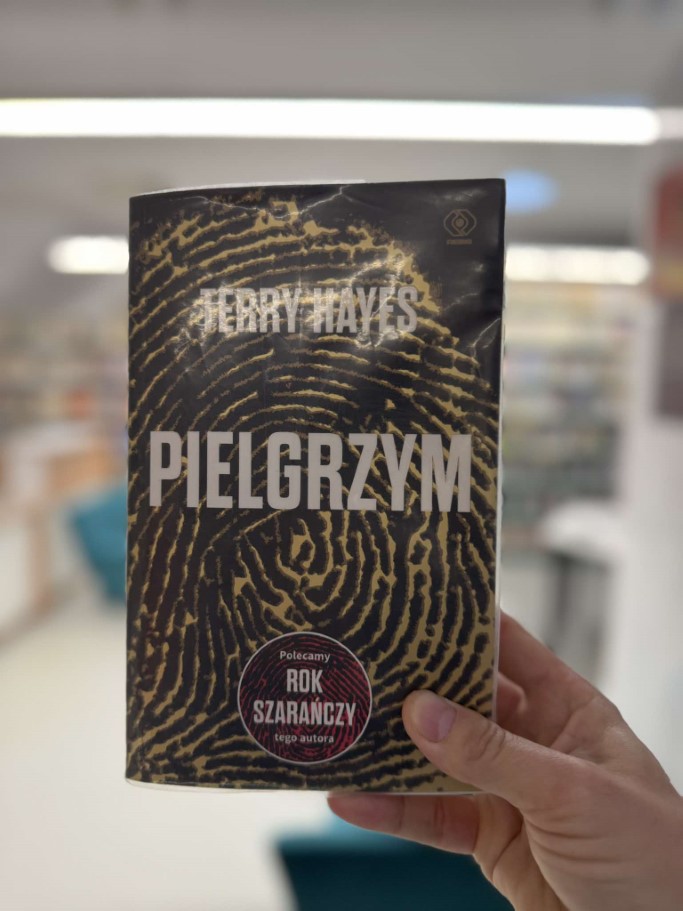 TERRY HAYES
PIELGRZYM
Polecamy
ROK
SZARAŃCZY
tego autora